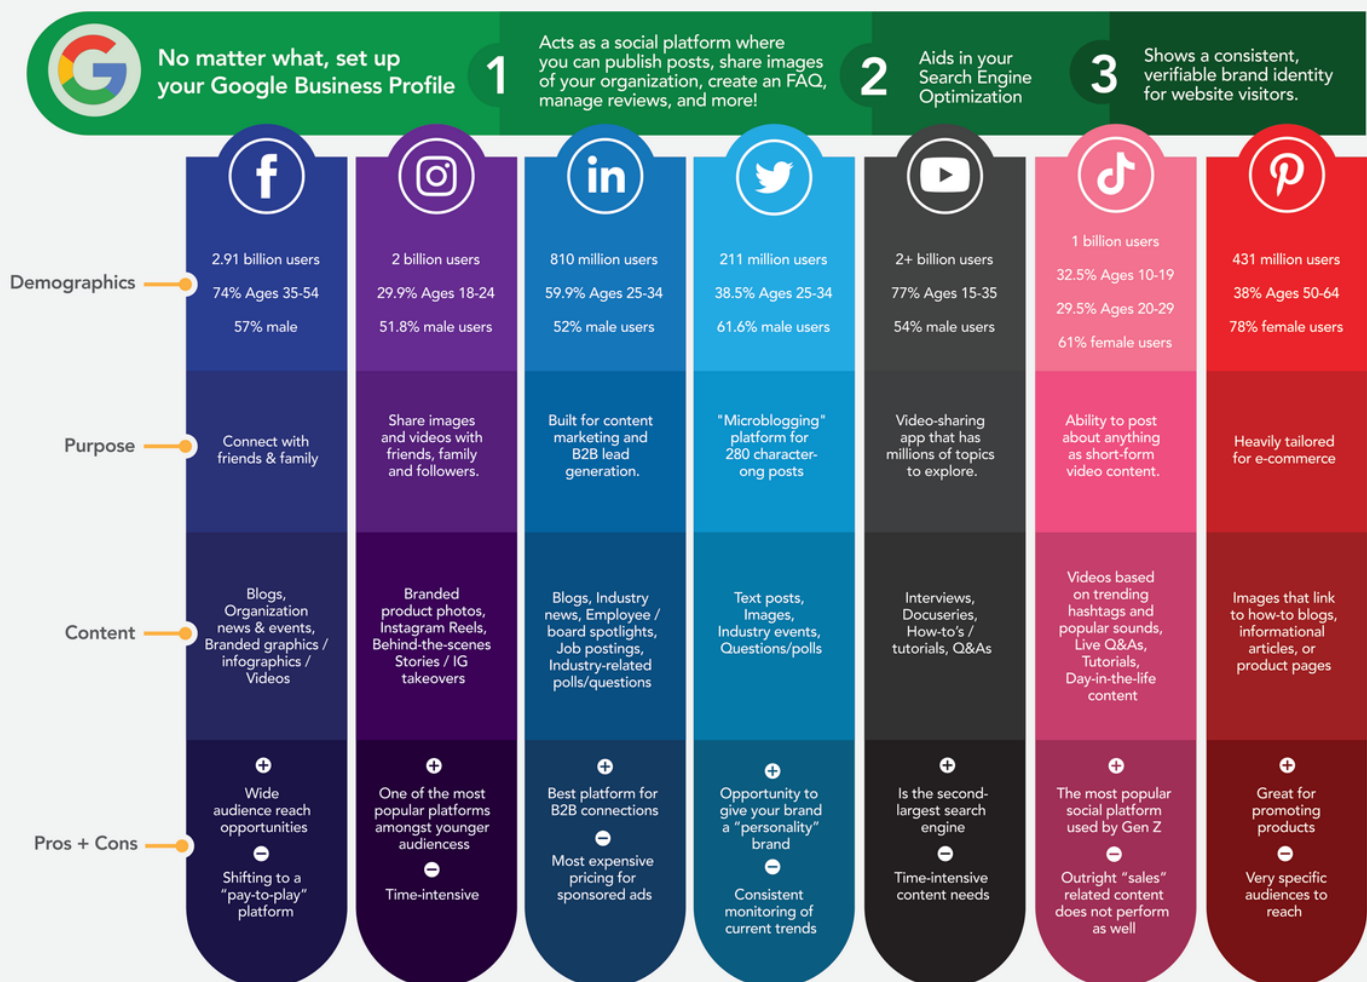 No matter what, set up
your Google Business Profile
1
Acts as a social platform where
you can publish posts, share images
of your organization, create an FAQ,
manage reviews, and more!
2
Aids in your
Search Engine
Optimization
3
Shows a consistent,
verifiable brand identity
for website visitors.
Demographics
2.91 billion users
74% Ages 35-54
57% male
2 billion users
29.9% Ages 18-24
51.8% male users
810 million users
59.9% Ages 25-34
52% male users
211 million users
38.5% Ages 25-34
61.6% male users
2+ billion users
77% Ages 15-35
54% male users
1 billion users
32.5% Ages 10-19
29.5% Ages 20-29
61% female users
431 million users
38% Ages 50-64
78% female users
Purpose
Connect with
friends & family
Share images
and videos with
friends, family
and followers.
Built for content
marketing and
B2B lead
generation.
"Microblogging"
platform for
280 character-
ong posts
Video-sharing
app that has
millions of topics
to explore.
Ability to post
about anything
as short-form
video content.
Heavily tailored
for e-commerce
Content
Blogs,
Organization
news & events,
Branded graphics /
infographics /
Videos
Branded
product photos,
Instagram Reels,
Behind-the-scenes
Stories / IG
takeovers
Blogs, Industry
news, Employee /
board spotlights,
Job postings,
Industry-related
polls/questions
Text posts,
Images,
Industry events,
Questions/polls
Interviews,
Docuseries,
How-to's /
tutorials, Q&As
Videos based
on trending
hashtags and
popular sounds,
Live Q&As,
Tutorials,
Day-in-the-life
content
Images that link
to how-to blogs,
informational
articles, or
product pages
Pros + Cons
Wide
audience reach
opportunities
Shifting to a
"pay-to-play"
platform
One of the most
popular platforms
amongst younger
audiencess
Time-intensive
Best platform for
B2B connections
Most expensive
pricing for
sponsored ads
Opportunity to
give your brand
a "personality"
brand
Consistent
monitoring of
current trends
Is the second-
largest search
engine
Time-intensive
content needs
The most popular
social platform
used by Gen Z
Outright "sales"
related content
does not perform
as well
Great for
promoting
products
Very specific
audiences to
reach